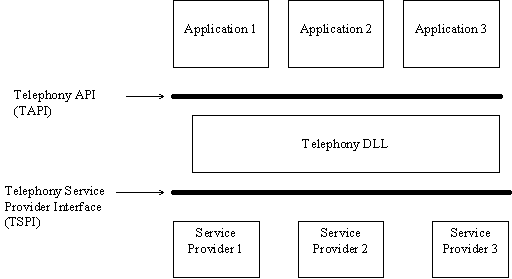 Application 1
Application 2
Application 3
Telephony API
(TAPI)
Telephony DLL
Telephony Service
Provider Interface
(TSPI)
Service
Provider 1
Service
Provider 2
Service
Provider 3